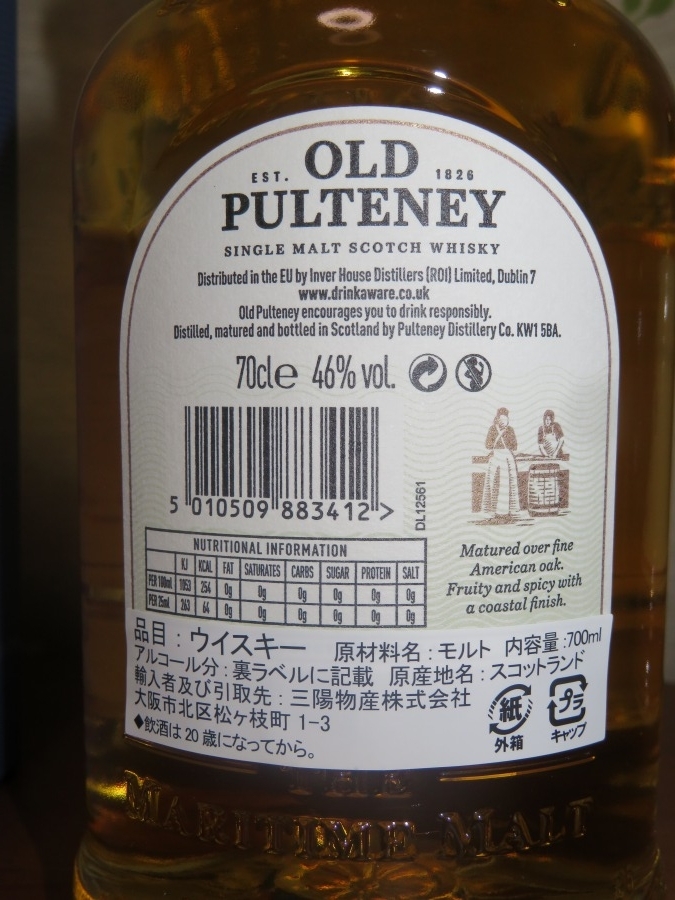 OLD
EST. 1826
PULTENEY
SINGLE MALT SCOTCH WHISKY
Distributed in the EU by Inver House Distillers (ROI) Limited, Dublin 7
www.drinkaware.co.uk
Old Pulteney encourages you to drink responsibly.
Distilled, matured and bottled in Scotland by Pulteney Distillery Co. KW1 5BA.
70cl e 46% vol.
5 010509 883412 >
DL12561
Matured over fine
American oak.
Fruity and spicy with
a coastal finish.
NUTRITIONAL INFORMATION
KJ KCAL FAT SATURATES CARBS SUGAR PROTEIN SALT
PER 100ml 1053 254 0g 0g 0g 0g 0g 0g
PER 25ml 263 64 0g 0g 0g 0g 0g 0g
品目:ウイスキー 原材料名:モルト 内容量:700ml
アルコール分:裏ラベルに記載 原産地名:スコットランド
輸入者及び引取先:三陽物産株式会社
大阪市北区松ヶ枝町 1-3
◆飲酒は20歳になってから。
紙
外箱
プラ
キャップ
THE
MARITIME MALT